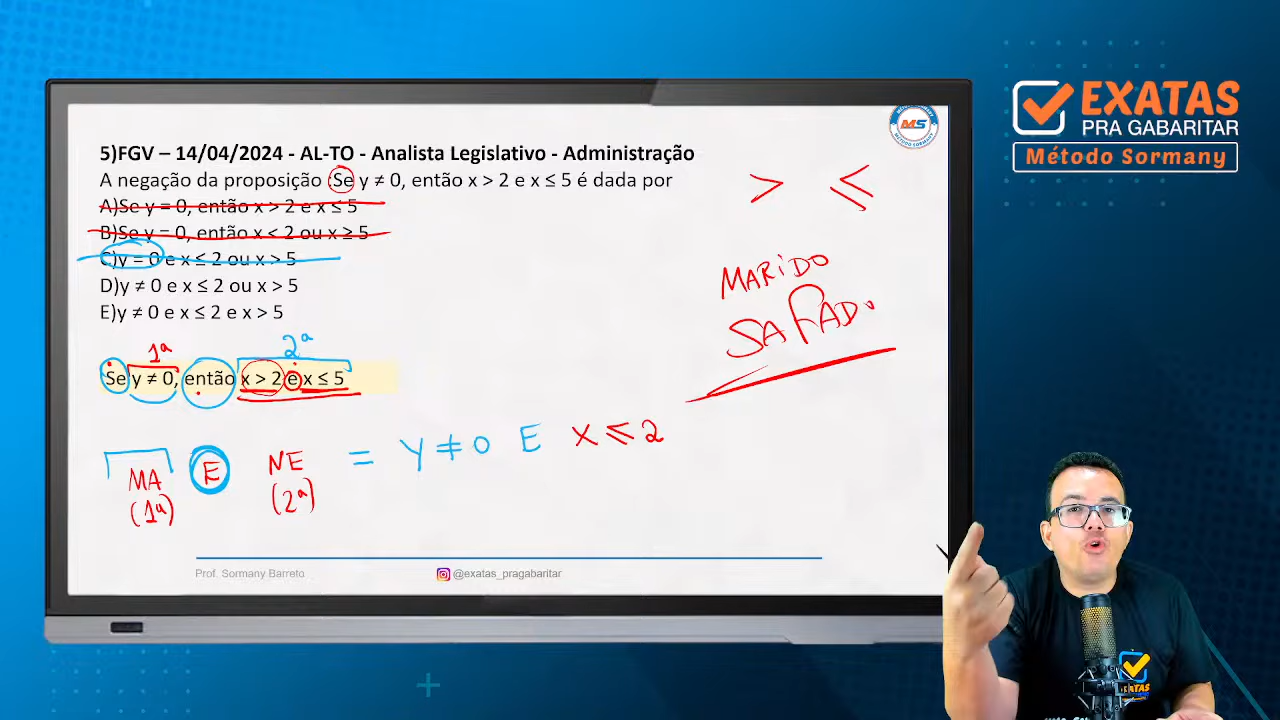 EXATAS
PRA GABARITAR
Método Sormany
MS
5)FGV – 14/04/2024 - AL-TO - Analista Legislativo - Administração
A negação da proposição :Se y ≠ 0, então x > 2 e x ≤ 5 é dada por
A)Se y = 0, então x > 2 e x ≤ 5
B)Se y = 0, então x < 2 ou x ≥ 5
C)y = 0 e x ≤ 2 ou x > 5
D)y ≠ 0 e x ≤ 2 ou x > 5
E)y ≠ 0 e x ≤ 2 e x > 5
> ≤
MARIDO
SAFADO
1ª 2ª
Se y ≠ 0, então x > 2 e x ≤ 5
MA E NE = Y ≠ 0 E X ≤ 2
(1ª) (2ª)
Prof. Sormany Barreto @exatas_pragabaritar
EXATAS